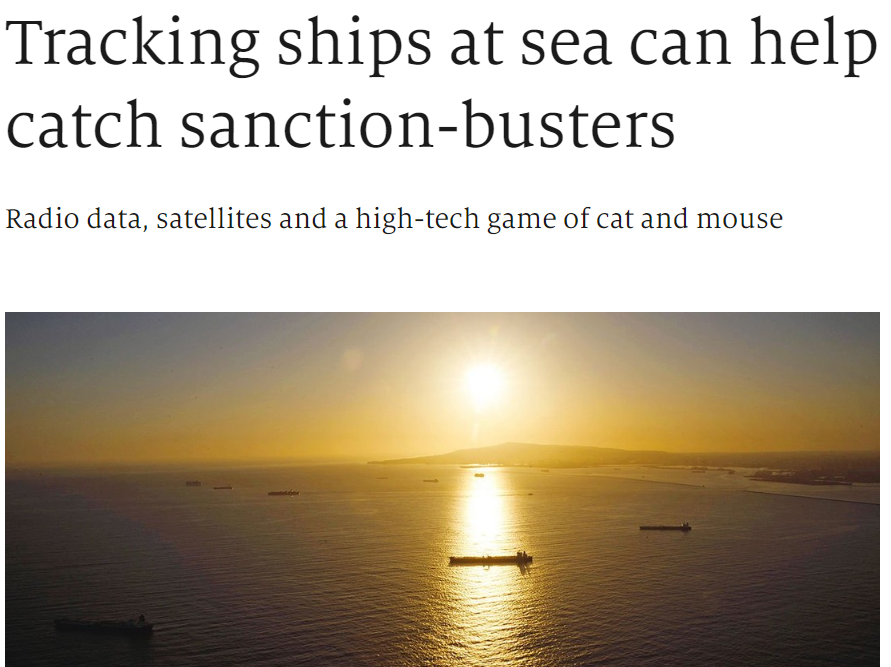 Tracking ships at sea can help
catch sanction-busters
Radio data, satellites and a high-tech game of cat and mouse